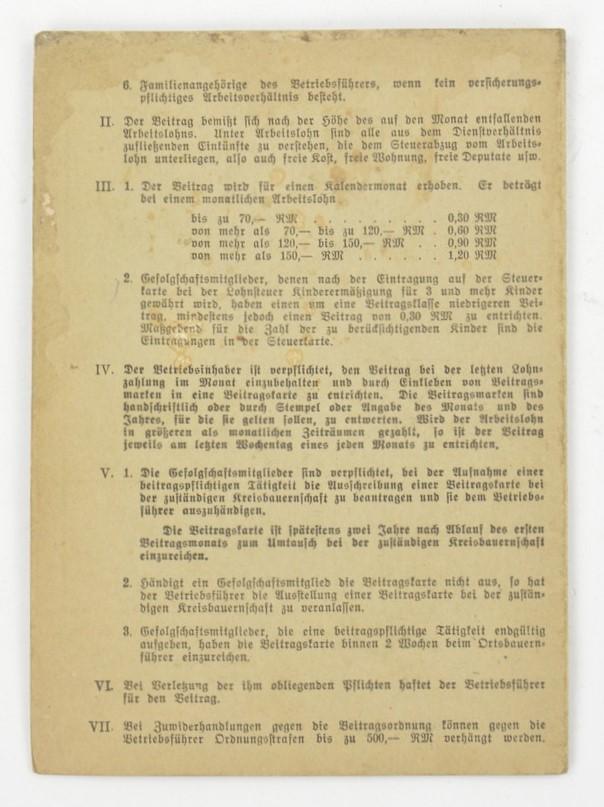 6. Familienangehörige des Betriebsführers, wenn kein versicherungs-
pflichtiges Arbeitsverhältnis besteht.
II. Der Beitrag bemißt sich nach der Höhe des auf den Monat entfallenden
Arbeitslohns. Unter Arbeitslohn sind alle aus dem Dienstverhältnis
zufließenden Einkünfte zu verstehen, die dem Steuerabzug vom Arbeits-
lohn unterliegen, also auch freie Kost, freie Wohnung, freie Deputate usw.
III. 1. Der Beitrag wird für einen Kalendermonat erhoben. Er beträgt
bei einem monatlichen Arbeitslohn
bis zu 70,— RM . . . . . . . . . 0,30 RM
von mehr als 70,— bis zu 120,— RM . 0,60 RM
von mehr als 120,— bis 150,— RM . . 0,90 RM
von mehr als 150,— RM . . . . . . 1,20 RM
2. Gefolgschaftsmitglieder, denen nach der Eintragung auf der Steuer-
karte bei der Lohnsteuer Kinderermäßigung für 3 und mehr Kinder
gewährt wird, haben einen um eine Beitragsklasse niedrigeren Bei-
trag, mindestens jedoch einen Beitrag von 0,30 RM zu entrichten.
Maßgebend für die Zahl der zu berücksichtigenden Kinder sind die
Eintragungen in der Steuerkarte.
IV. Der Betriebsinhaber ist verpflichtet, den Beitrag bei der letzten Lohn-
zahlung im Monat einzubehalten und durch Einkleben von Beitrags-
marken in eine Beitragskarte zu entrichten. Die Beitragsmarken sind
handschriftlich oder durch Stempel oder Angabe des Monats und des
Jahres, für die sie gelten sollen, zu entwerten. Wird der Arbeitslohn
in größeren als monatlichen Zeiträumen gezahlt, so ist der Beitrag
jeweils am letzten Wochentag eines jeden Monats zu entrichten.
V. 1. Die Gefolgschaftsmitglieder sind verpflichtet, bei der Aufnahme einer
beitragspflichtigen Tätigkeit die Ausschreibung einer Beitragskarte bei
der zuständigen Kreisbauernschaft zu beantragen und sie dem Betriebs-
führer auszuhändigen.
Die Beitragskarte ist spätestens zwei Jahre nach Ablauf des ersten
Beitragsmonats zum Umtausch bei der zuständigen Kreisbauernschaft
einzureichen.
2. Händigt ein Gefolgschaftsmitglied die Beitragskarte nicht aus, so hat
der Betriebsführer die Ausstellung einer Beitragskarte bei der zustän-
digen Kreisbauernschaft zu veranlassen.
3. Gefolgschaftsmitglieder, die eine beitragspflichtige Tätigkeit endgültig
aufgeben, haben die Beitragskarte binnen 2 Wochen beim Ortsbauern-
führer einzureichen.
VI. Bei Verletzung der ihm obliegenden Pflichten haftet der Betriebsführer
für den Beitrag.
VII. Bei Zuwiderhandlungen gegen die Beitragsordnung können gegen die
Betriebsführer Ordnungsstrafen bis zu 500,— RM verhängt werden.